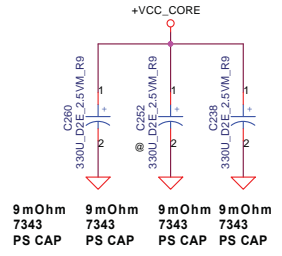 +VCC_CORE
C260
330U_D2E_2.5VM_R9
1
+
2
C252
330U_D2E_2.5VM_R9
1
+
2
@
C238
330U_D2E_2.5VM_R9
1
+
2
9mOhm 9mOhm 9mOhm 9mOhm
7343 7343 7343 7343
PS CAP PS CAP PS CAP PS CAP